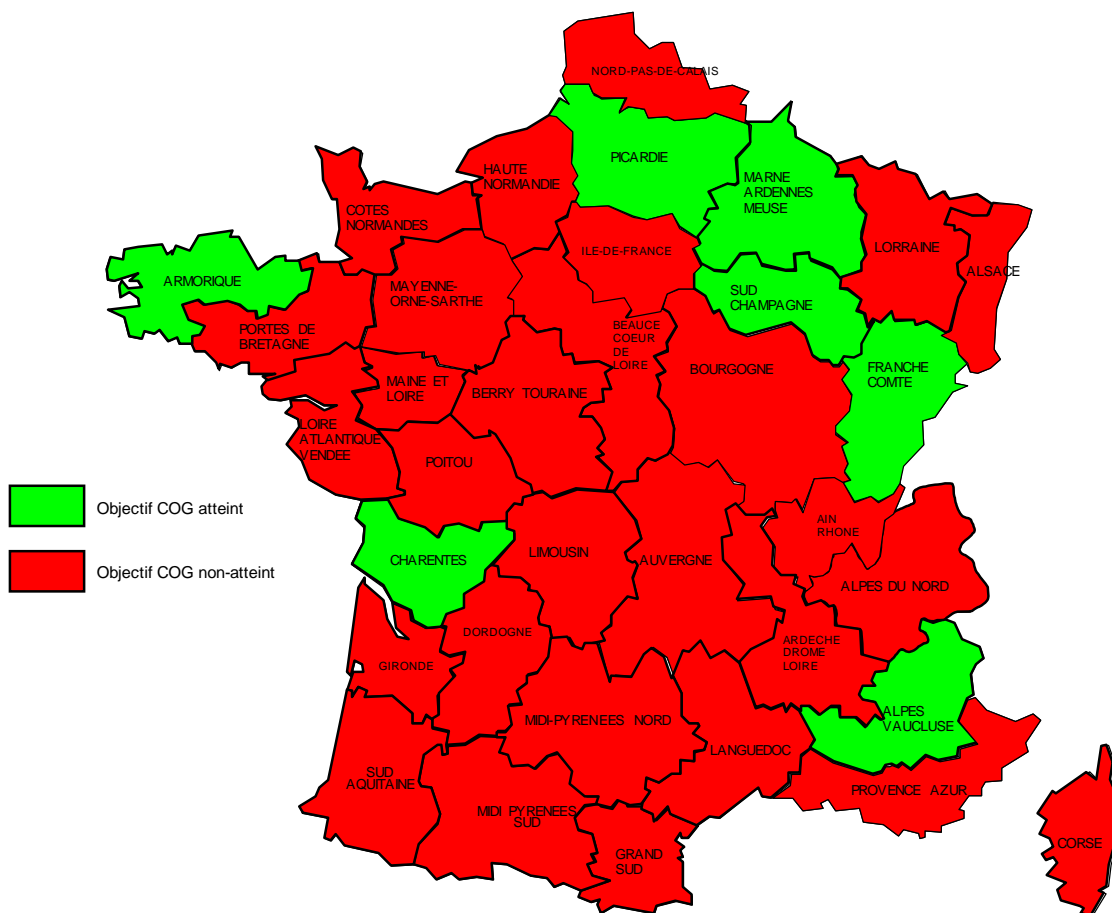 NORD-PAS-DE-CALAIS
PICARDIE
HAUTE
NORMANDIE
MARNE
ARDENNES
MEUSE
COTES
NORMANDES
ILE-DE-FRANCE
LORRAINE
ALSACE
ARMORIQUE
MAYENNE-
ORNE-SARTHE
SUD
CHAMPAGNE
PORTES DE
BRETAGNE
BEAUCE
COEUR
DE
LOIRE
BOURGOGNE
FRANCHE
COMTE
MAINE ET
LOIRE
BERRY TOURAINE
LOIRE
ATLANTIQUE
VENDEE
POITOU
Objectif COG atteint
Objectif COG non-atteint
CHARENTES
LIMOUSIN
AUVERGNE
AIN
RHONE
ALPES DU NORD
DORDOGNE
GIRONDE
ARDECHE
DROME
LOIRE
MIDI-PYRENEES NORD
ALPES
VAUCLUSE
LANGUEDOC
SUD
AQUITAINE
PROVENCE AZUR
MIDI PYRENEES
SUD
GRAND
SUD
CORSE